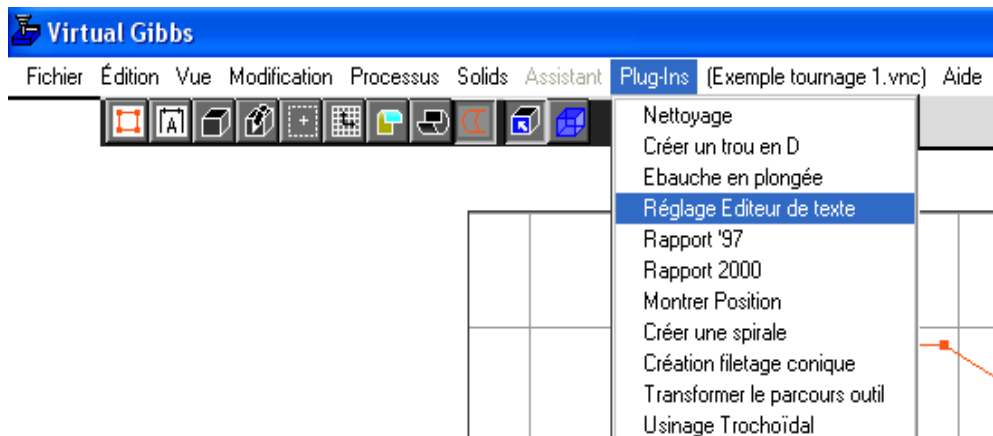 Virtual Gibbs
Fichier Édition Vue Modification Processus Solids Assistant Plug-Ins (Exemple tournage 1.vnc) Aide
A
Nettoyage
Créer un trou en D
Ebauche en plongée
Réglage Editeur de texte
Rapport '97
Rapport 2000
Montrer Position
Créer une spirale
Création filetage conique
Transformer le parcours outil
Usinage Trochoïdal